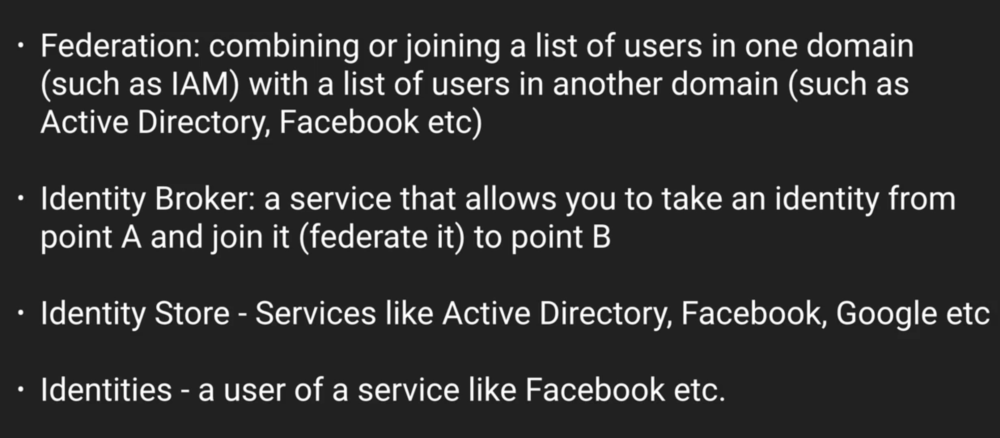 • Federation: combining or joining a list of users in one domain
(such as IAM) with a list of users in another domain (such as
Active Directory, Facebook etc)
• Identity Broker: a service that allows you to take an identity from
point A and join it (federate it) to point B
• Identity Store - Services like Active Directory, Facebook, Google etc
• Identities - a user of a service like Facebook etc.